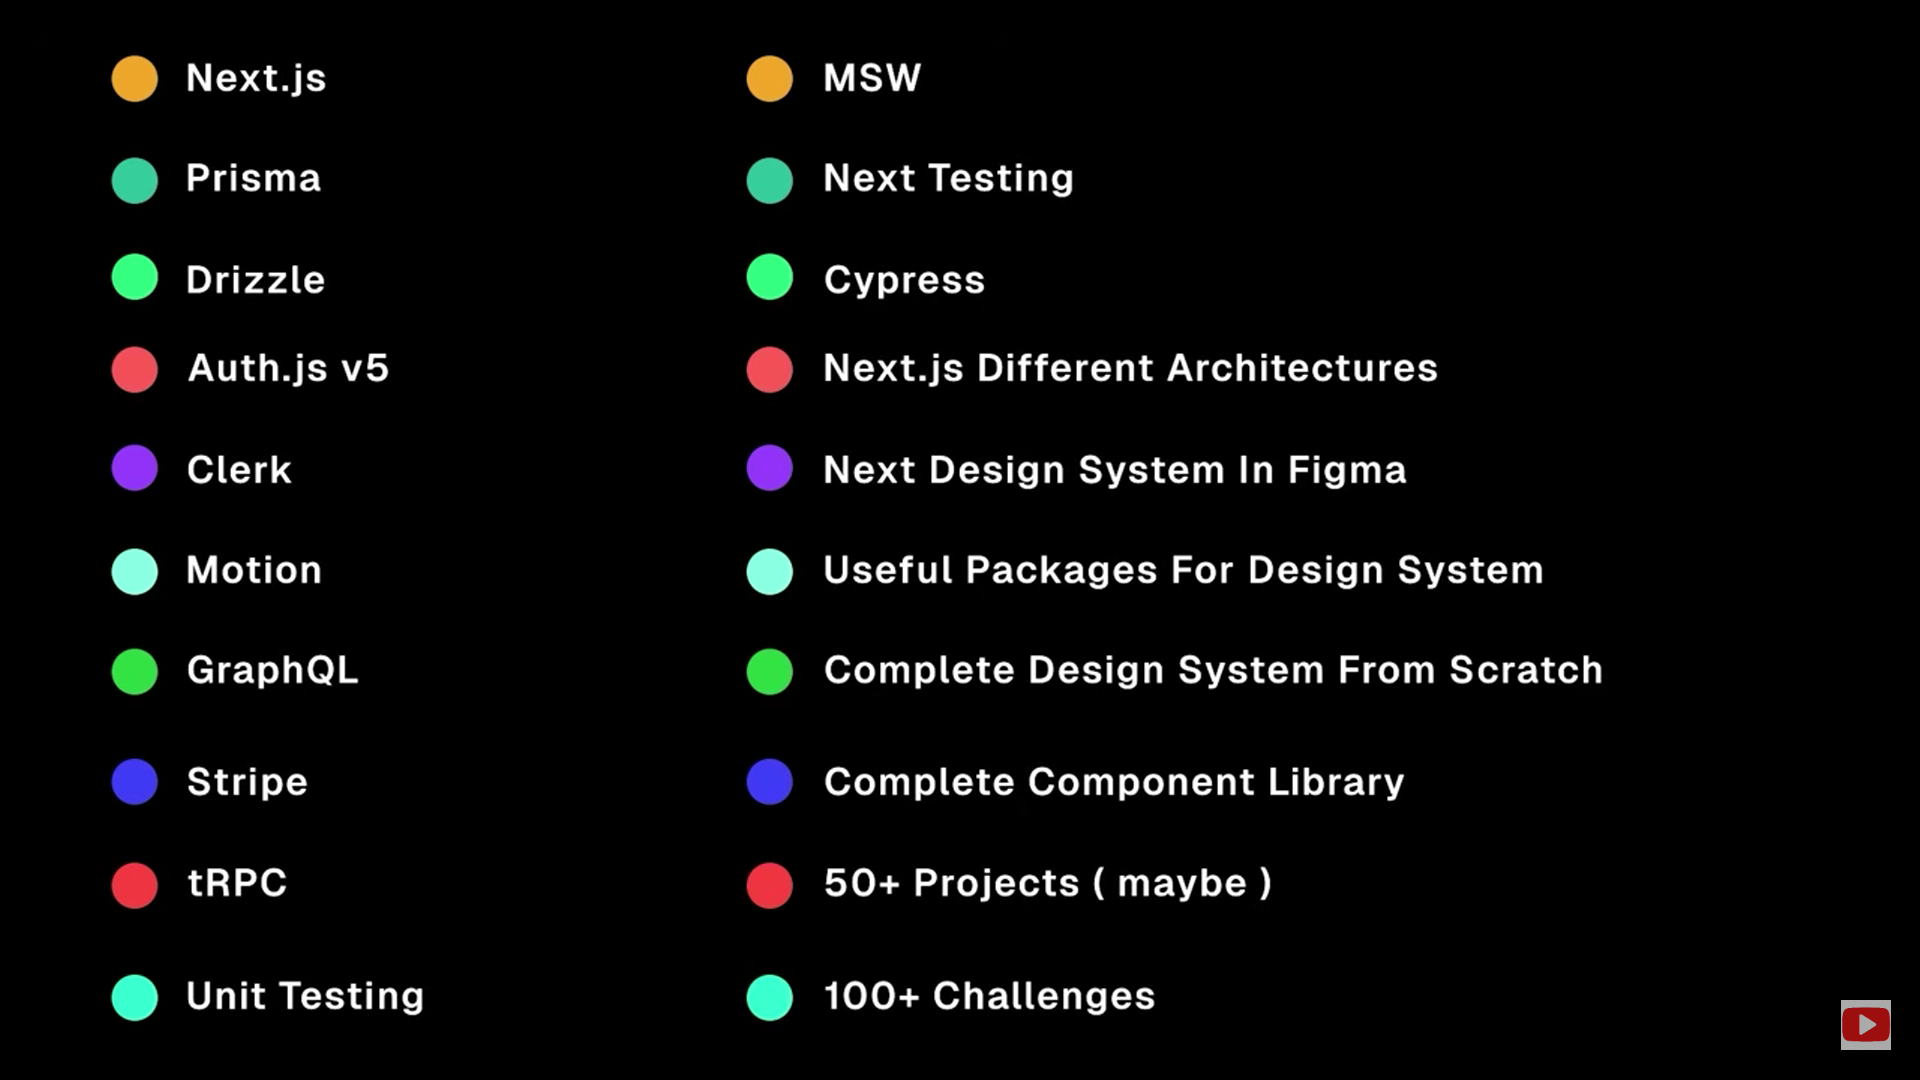 Next.js
Prisma
Drizzle
Auth.js v5
Clerk
Motion
GraphQL
Stripe
tRPC
Unit Testing
MSW
Next Testing
Cypress
Next.js Different Architectures
Next Design System In Figma
Useful Packages For Design System
Complete Design System From Scratch
Complete Component Library
50+ Projects ( maybe )
100+ Challenges